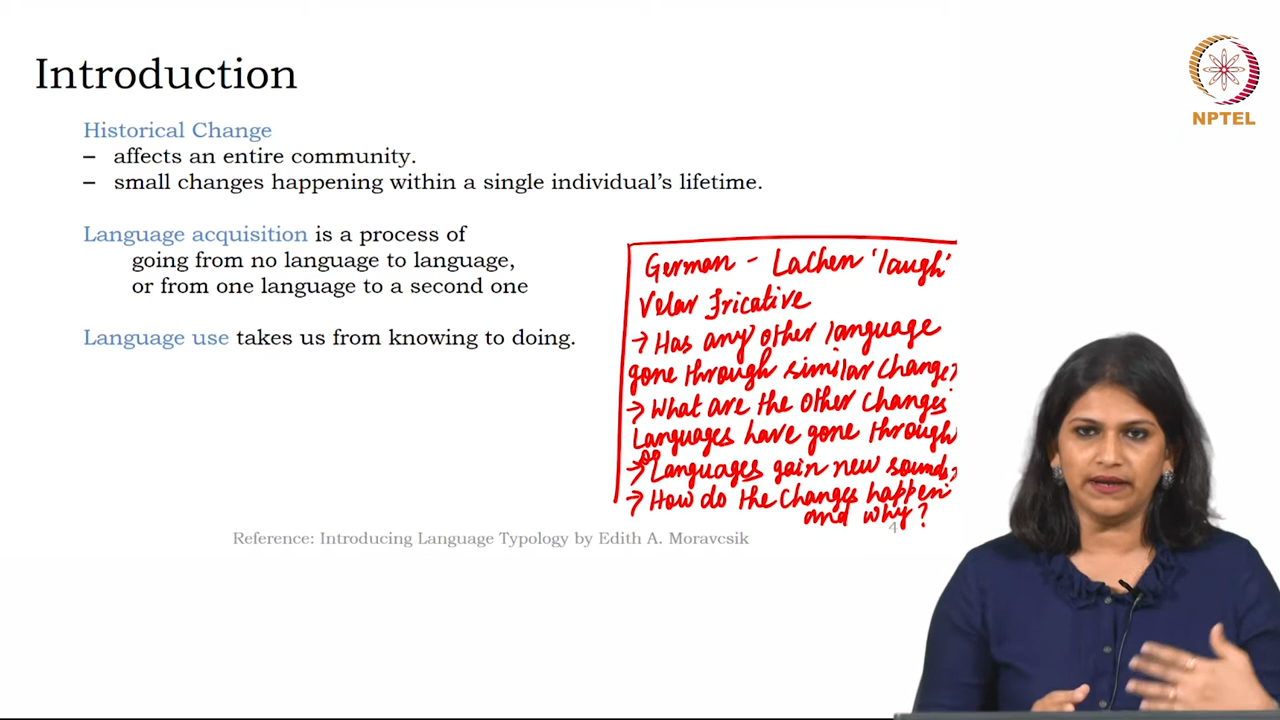 Introduction
NPTEL
Historical Change
– affects an entire community.
– small changes happening within a single individual's lifetime.
Language acquisition is a process of
going from no language to language,
or from one language to a second one
Language use takes us from knowing to doing.
German - Lachen 'laugh'
Velar fricative
→ Has any other language
gone through similar change?
→ What are the other changes
Languages have gone through
→ Do Languages gain new sounds?
→ How do the changes happen
and why?
Reference: Introducing Language Typology by Edith A. Moravcsik
4